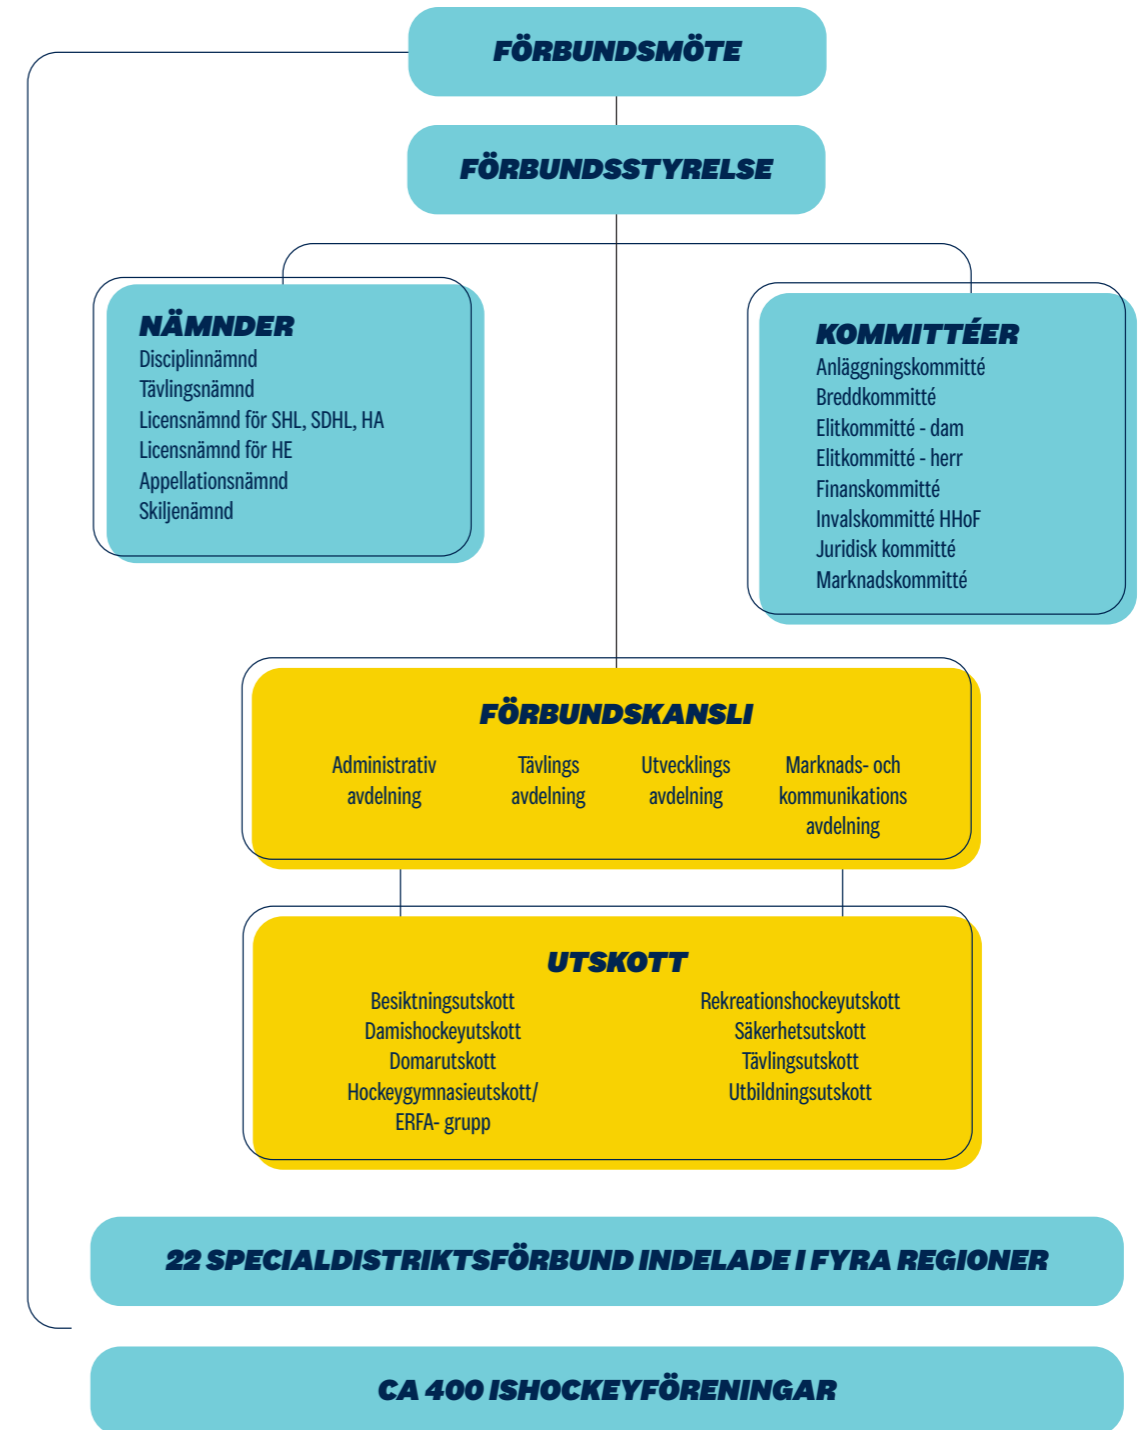 FÖRBUNDSMÖTE
FÖRBUNDSSTYRELSE
NÄMNDER
Disciplinnämnd
Tävlingsnämnd
Licensnämnd för SHL, SDHL, HA
Licensnämnd för HE
Appellationsnämnd
Skiljenämnd
KOMMITTÉER
Anläggningskommitté
Breddkommitté
Elitkommitté - dam
Elitkommitté - herr
Finanskommitté
Invalskommitté HHoF
Juridisk kommitté
Marknadskommitté
FÖRBUNDSKANSLI
Administrativ
avdelning
Tävlings
avdelning
Utvecklings
avdelning
Marknads- och
kommunikations
avdelning
UTSKOTT
Besiktningsutskott
Damishockeyutskott
Domarutskott
Hockeygymnasieutskott/
ERFA- grupp
Rekreationshockeyutskott
Säkerhetsutskott
Tävlingsutskott
Utbildningsutskott
22 SPECIALDISTRIKTSFÖRBUND INDELADE I FYRA REGIONER
CA 400 ISHOCKEYFÖRENINGAR